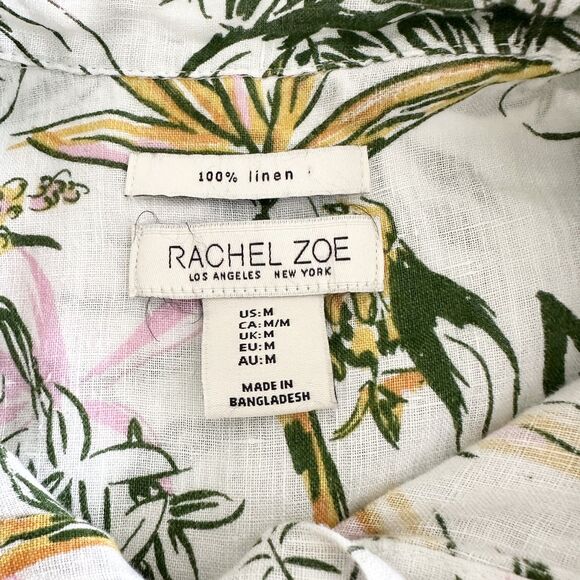 100% linen
RACHEL ZOE
LOS ANGELES NEW YORK
US: M
CA: M/M
UK: M
EU: M
AU: M
MADE IN
BANGLADESH